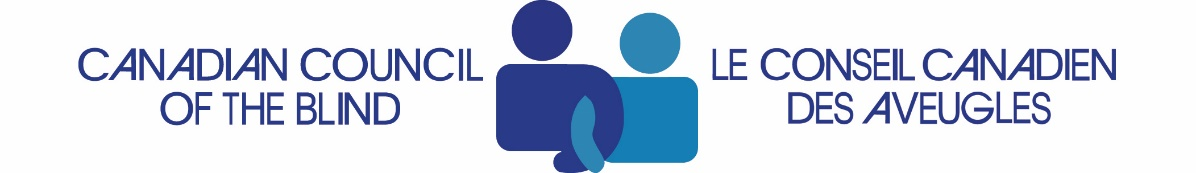 CANADIAN COUNCIL
OF THE BLIND
LE CONSEIL CANADIEN
DES AVEUGLES